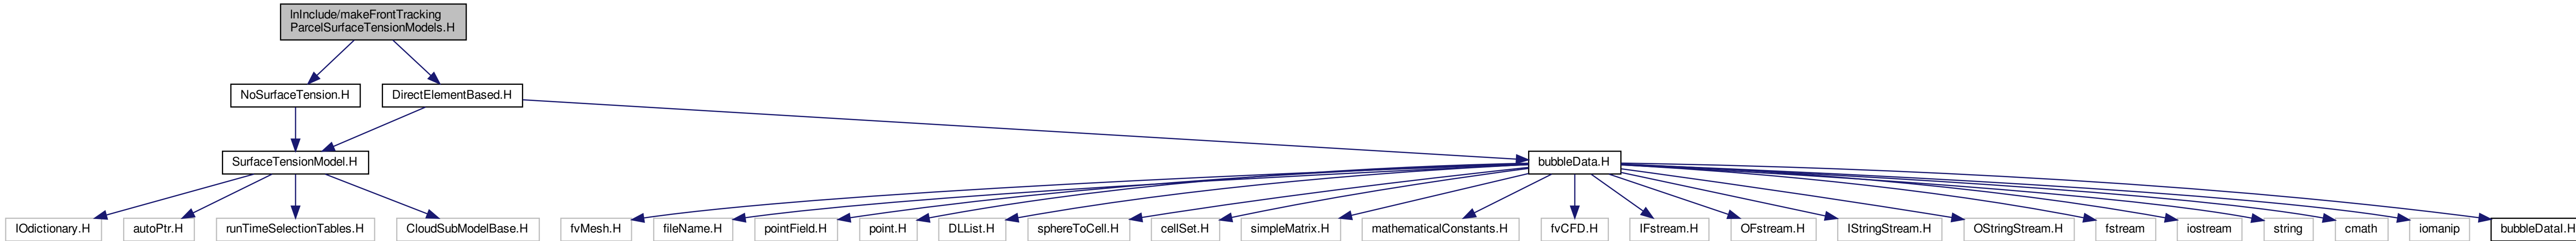 lnInclude/makeFrontTracking
ParcelSurfaceTensionModels.H
NoSurfaceTension.H
DirectElementBased.H
SurfaceTensionModel.H
bubbleData.H
IOdictionary.H
autoPtr.H
runTimeSelectionTables.H
CloudSubModelBase.H
fvMesh.H
fileName.H
pointField.H
point.H
DLList.H
sphereToCell.H
cellSet.H
simpleMatrix.H
mathematicalConstants.H
fvCFD.H
IFstream.H
OFstream.H
IStringStream.H
OStringStream.H
fstream
iostream
string
cmath
iomanip
bubbleDataI.H